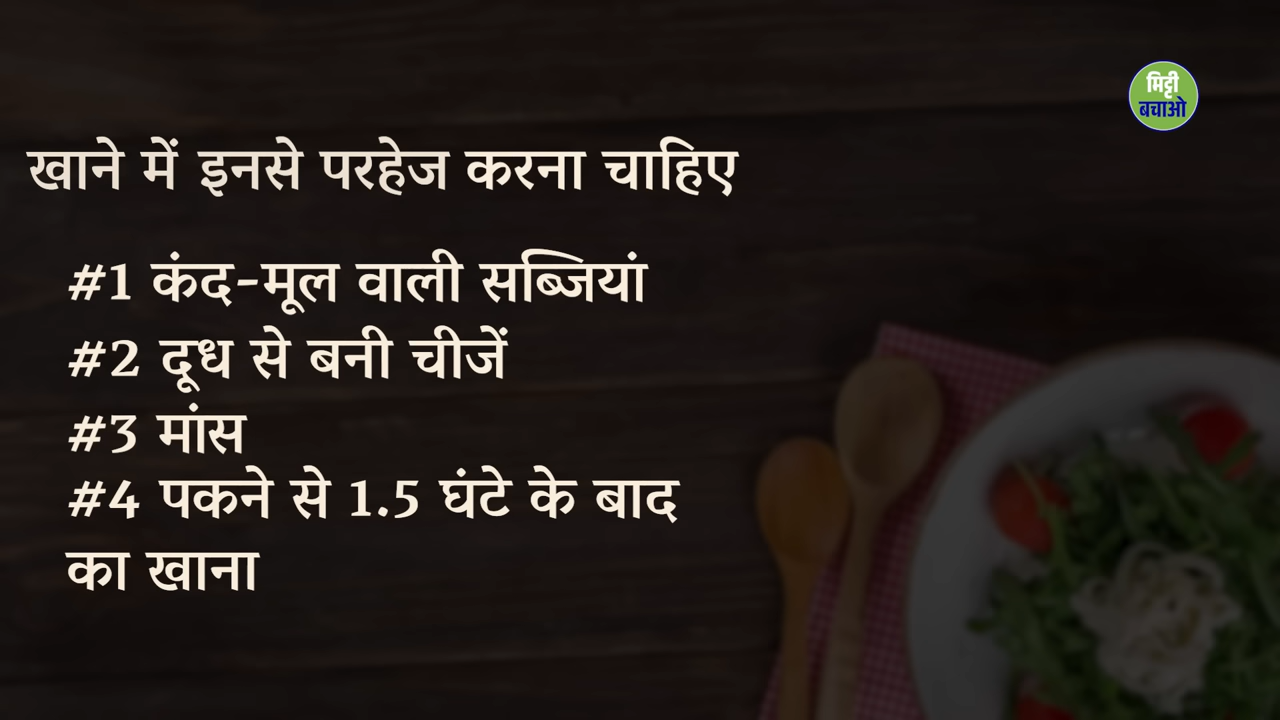 मिट्टी
बचाओ
खाने में इनसे परहेज करना चाहिए
#1 कंद-मूल वाली सब्जियां
#2 दूध से बनी चीजें
#3 मांस
#4 पकने से 1.5 घंटे के बाद
का खाना